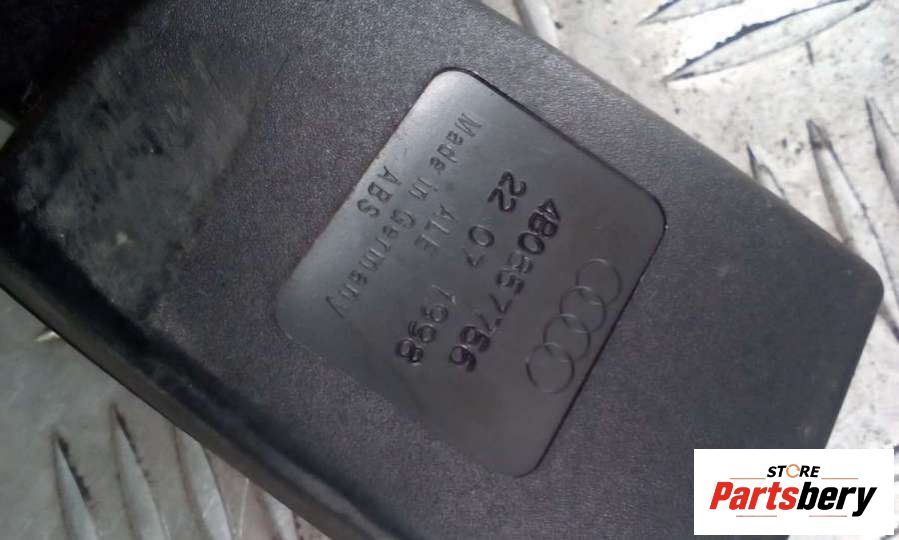 4B0857756
22 07 1998
ALE
ABS
Made in Germany
STORE
Partsbery